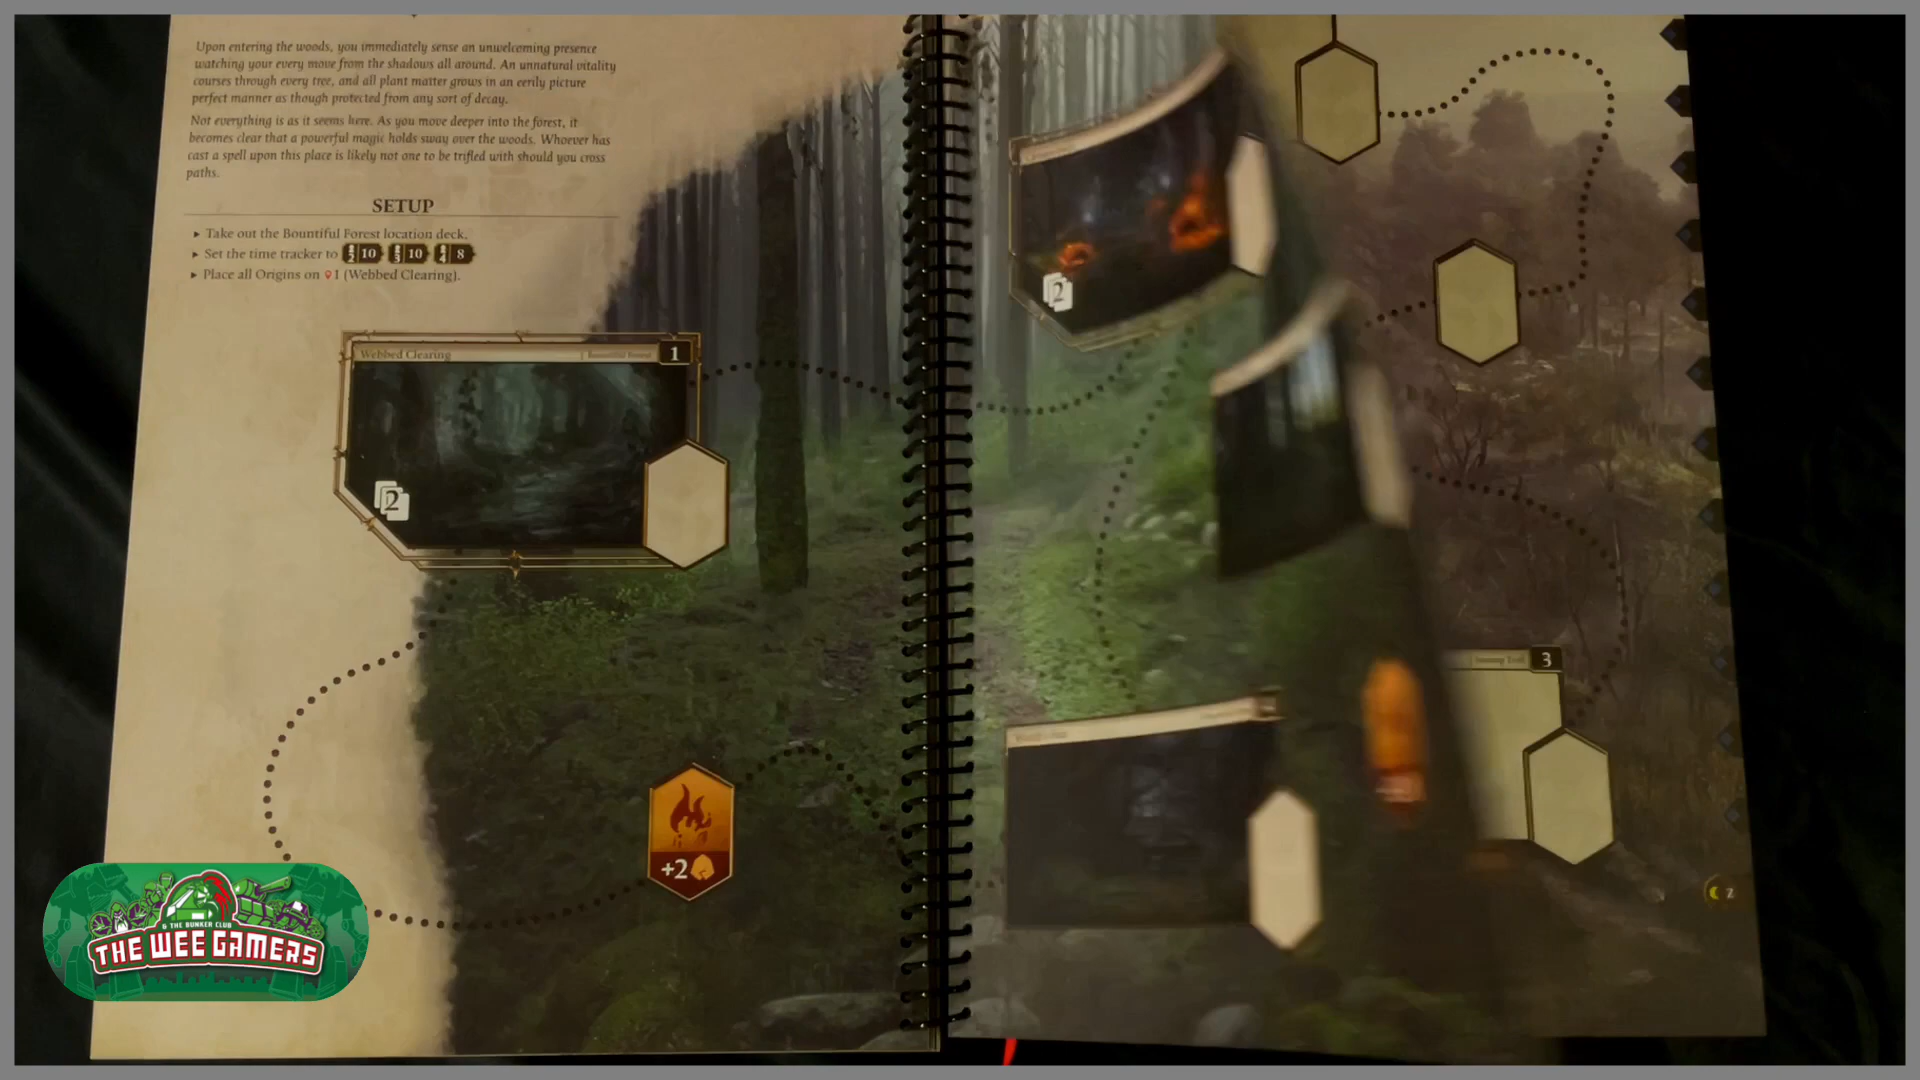 Upon entering the woods, you immediately sense an unwelcoming presence
watching your every move from the shadows all around. An unnatural vitality
courses through every tree, and all plant matter grows in an eerily picture
perfect manner as though protected from any sort of decay.
Not everything is as it seems here. As you move deeper into the forest, it
becomes clear that a powerful magic holds sway over the woods. Whoever has
cast a spell upon this place is likely not one to be trifled with should you cross
paths.
SETUP
▸ Take out the Bountiful Forest location deck.
▸ Set the time tracker to 10 10 8
▸ Place all Origins on 1 (Webbed Clearing).
Webbed Clearing Bountiful Forest 1
2
2
3
+2
2
& THE BUNKER CLUB
THE WEE GAMERS